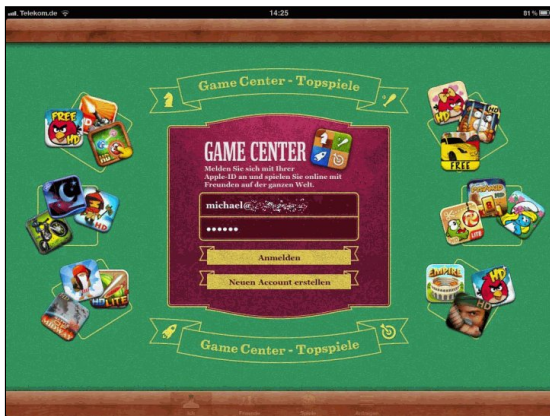 Telekom.de
14:25
81 %
Game Center - Topspiele
FREE
HD
HD
FREE
GAME CENTER
Melden Sie sich mit Ihrer
Apple-ID an und spielen Sie online mit
Freunden auf der ganzen Welt.
michael@
••••••
HD
LITE
Anmelden
Neuen Account erstellen
HD LITE
EMPIRE
HD
Game Center - Topspiele